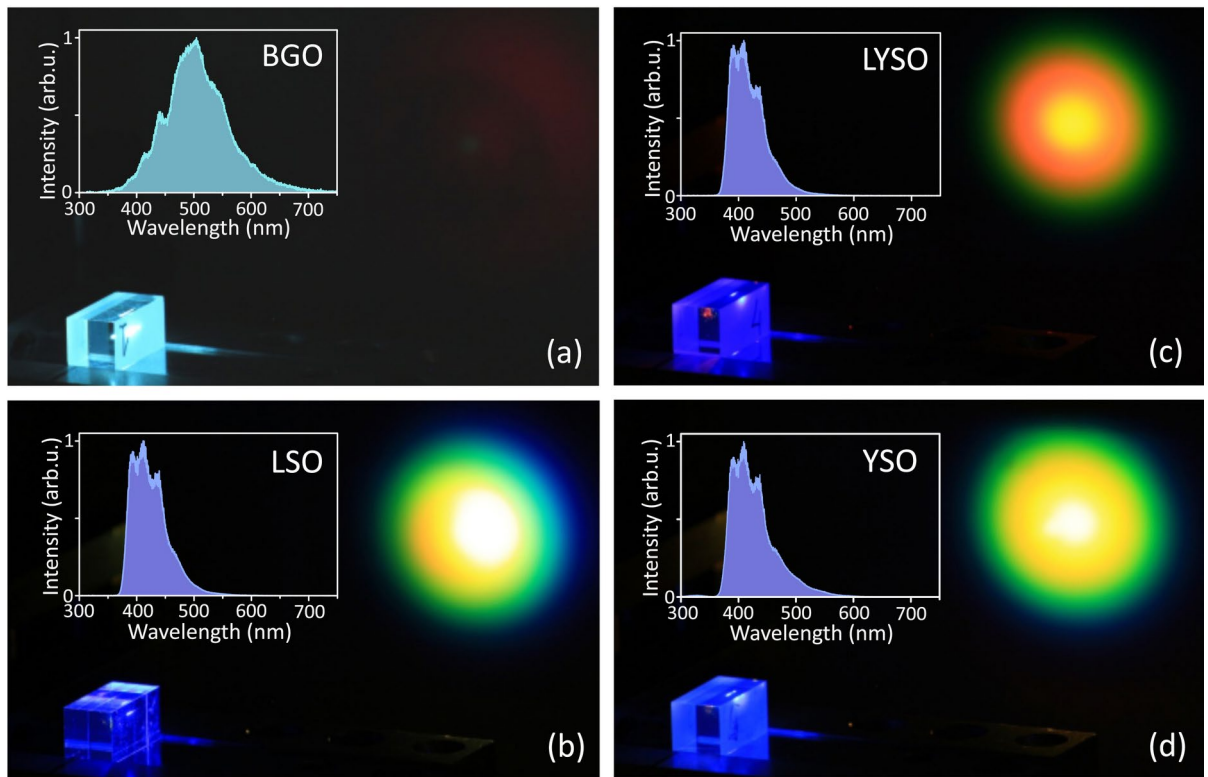 BGO
1
Intensity (arb.u.)
0
300 400 500 600 700
Wavelength (nm)
(a)
LYSO
1
Intensity (arb.u.)
0
300 400 500 600 700
Wavelength (nm)
4
(c)
LSO
1
Intensity (arb.u.)
0
300 400 500 600 700
Wavelength (nm)
(b)
YSO
1
Intensity (arb.u.)
0
300 400 500 600 700
Wavelength (nm)
(d)